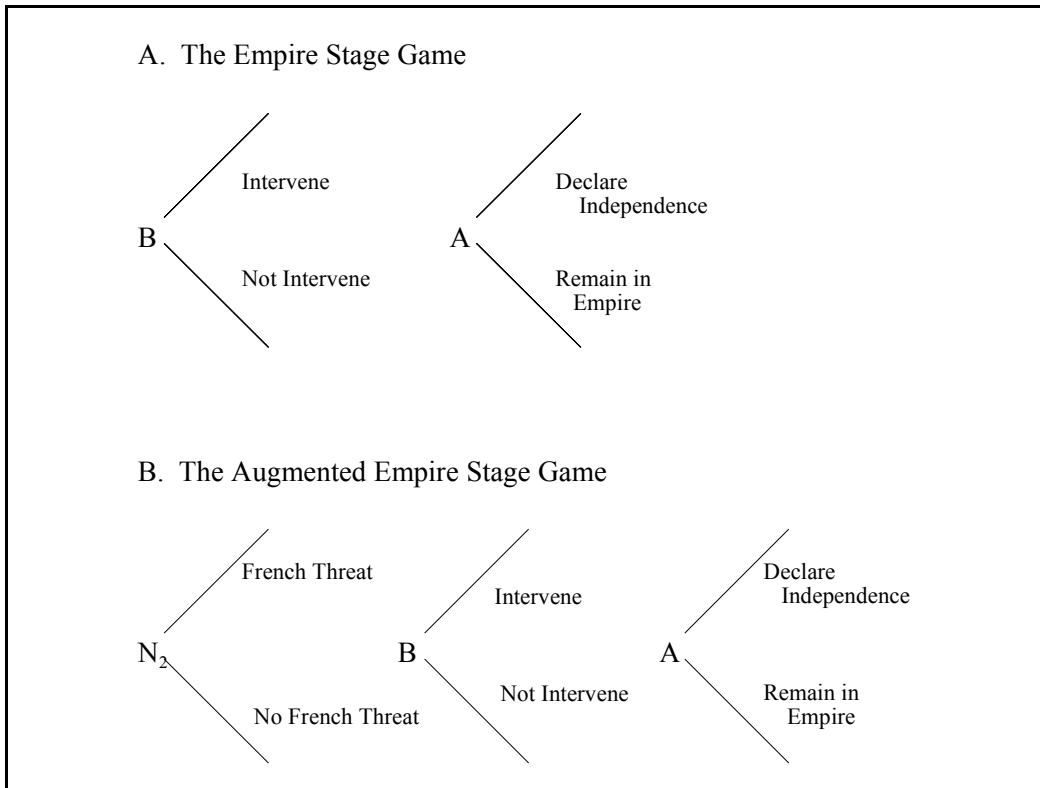 A. The Empire Stage Game
Intervene
Declare
Independence
B
A
Not Intervene
Remain in
Empire
B. The Augmented Empire Stage Game
French Threat
Declare
Intervene
Independence
N₂
B
A
Not Intervene
Remain in
No French Threat
Empire